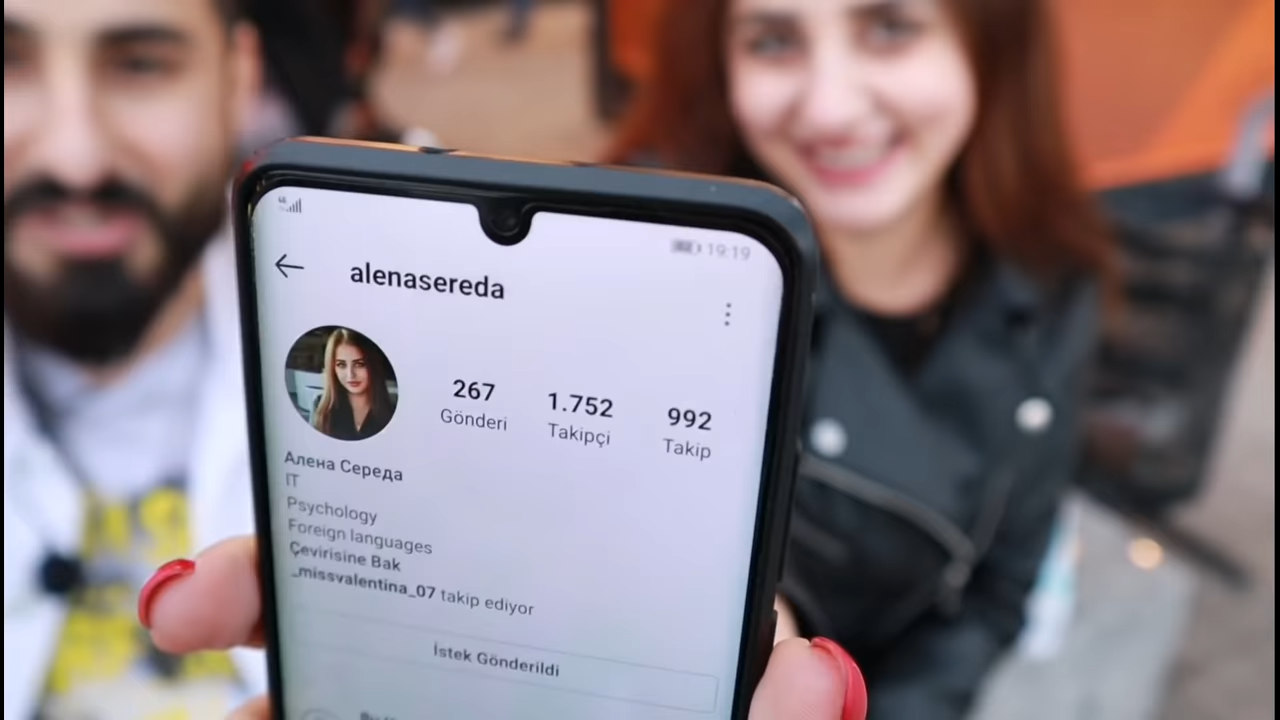 19:19
alenasereda
267 1.752 992
Gönderi Takipçi Takip
Алена Середа
IT
Psychology
Foreign languages
Çevirisine Bak
_missvalentina_07 takip ediyor
İstek Gönderildi